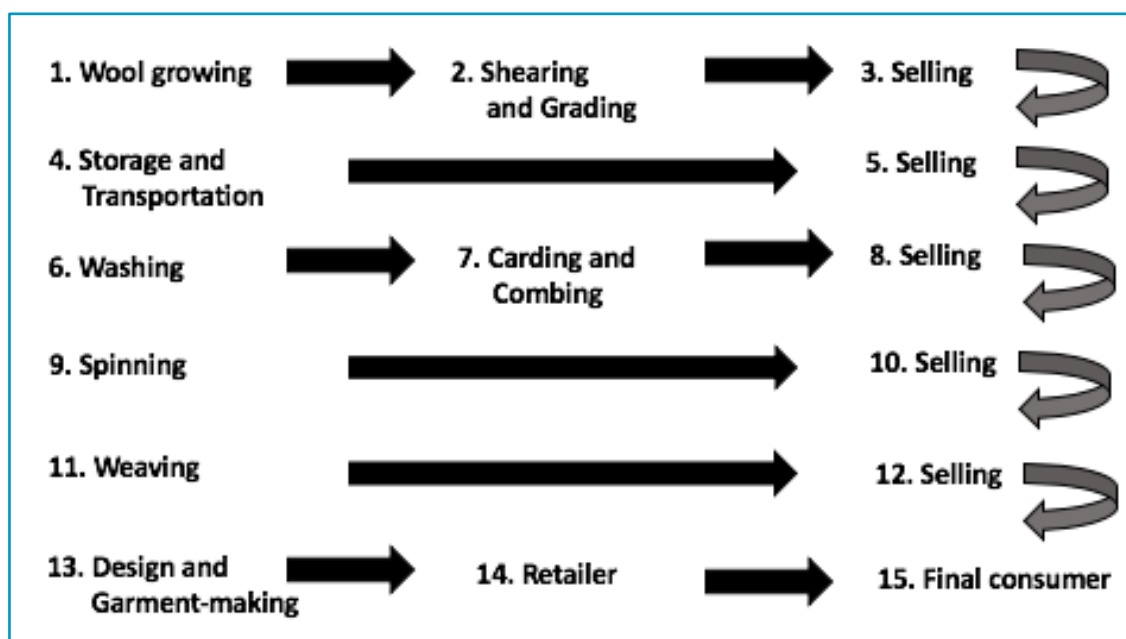 1. Wool growing
2. Shearing
and Grading
3. Selling
4. Storage and
Transportation
5. Selling
6. Washing
7. Carding and
Combing
8. Selling
9. Spinning
10. Selling
11. Weaving
12. Selling
13. Design and
Garment-making
14. Retailer
15. Final consumer